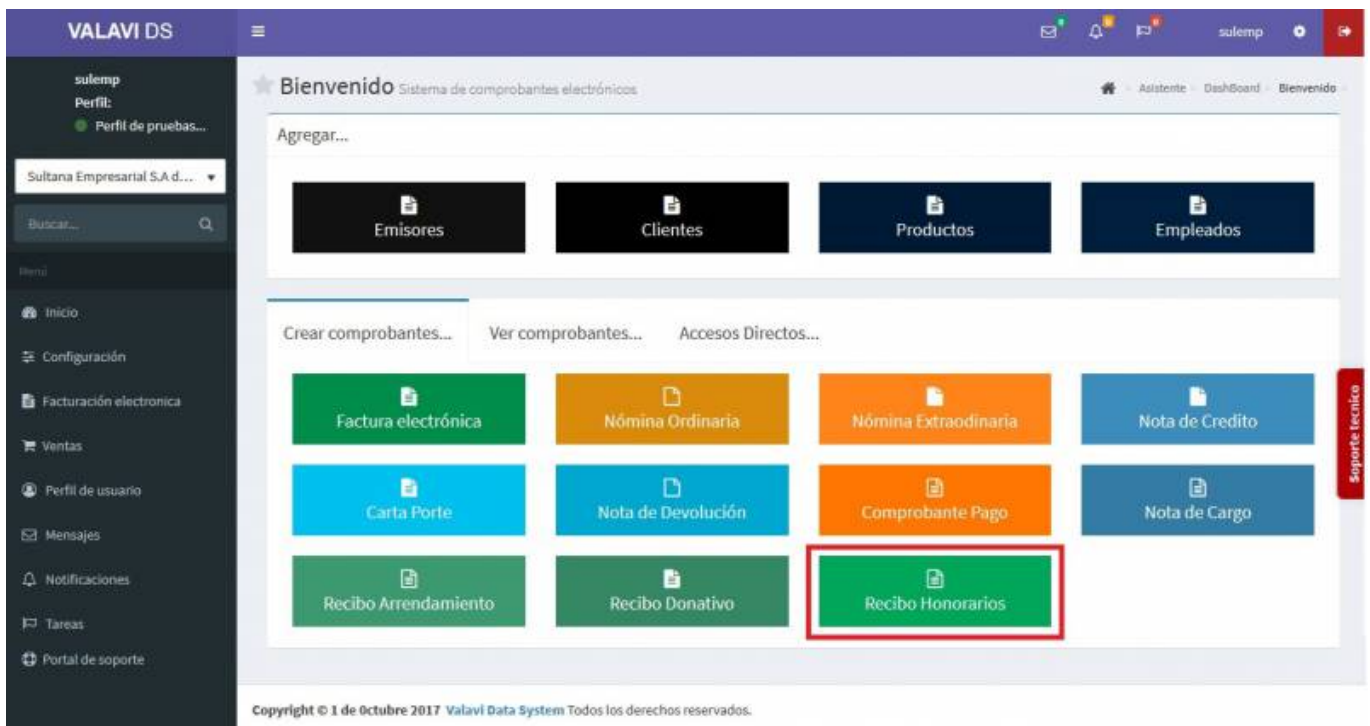 VALAVI DS
sulemp
sulemp
Perfil:
Perfil de pruebas...
Sultana Empresarial S.A d...
Buscar...
Menú
Inicio
Configuración
Facturación electronica
Ventas
Perfil de usuario
Mensajes
Notificaciones
Tareas
Portal de soporte
Bienvenido Sistema de comprobantes electrónicos
Asistente DashBoard Bienvenido
Agregar...
Emisores Clientes Productos Empleados
Crear comprobantes... Ver comprobantes... Accesos Directos...
Factura electrónica Nómina Ordinaria Nómina Extraodinaria Nota de Credito
Carta Porte Nota de Devolución Comprobante Pago Nota de Cargo
Recibo Arrendamiento Recibo Donativo Recibo Honorarios
Soporte tecnico
Copyright © 1 de Octubre 2017 Valavi Data System Todos los derechos reservados.